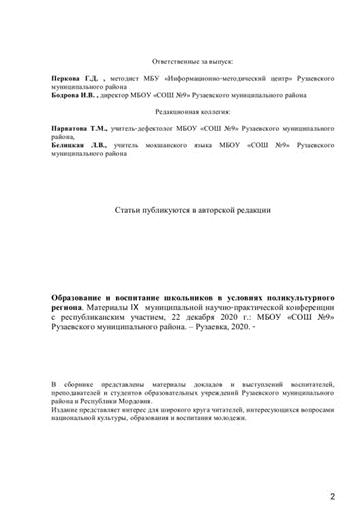 Ответственные за выпуск:
Перкова Г.Д. , методист МБУ «Информационно-методический центр» Рузаевского
муниципального района
Бодрова И.В. , директор МБОУ «СОШ №9» Рузаевского муниципального района
Редакционная коллегия:
Парватова Т.М., учитель-дефектолог МБОУ «СОШ №9» Рузаевского муниципального
района,
Белицкая Л.В., учитель мокшанского языка МБОУ «СОШ №9» Рузаевского
муниципального района
Статьи публикуются в авторской редакции
Образование и воспитание школьников в условиях поликультурного
региона. Материалы IX муниципальной научно-практической конференции
с республиканским участием, 22 декабря 2020 г.: МБОУ «СОШ №9»
Рузаевского муниципального района. – Рузаевка, 2020. -
В сборнике представлены материалы докладов и выступлений воспитателей,
преподавателей и студентов образовательных учреждений Рузаевского муниципального
района и Республики Мордовия.
Издание представляет интерес для широкого круга читателей, интересующихся вопросами
национальной культуры, образования и воспитания молодежи.
2